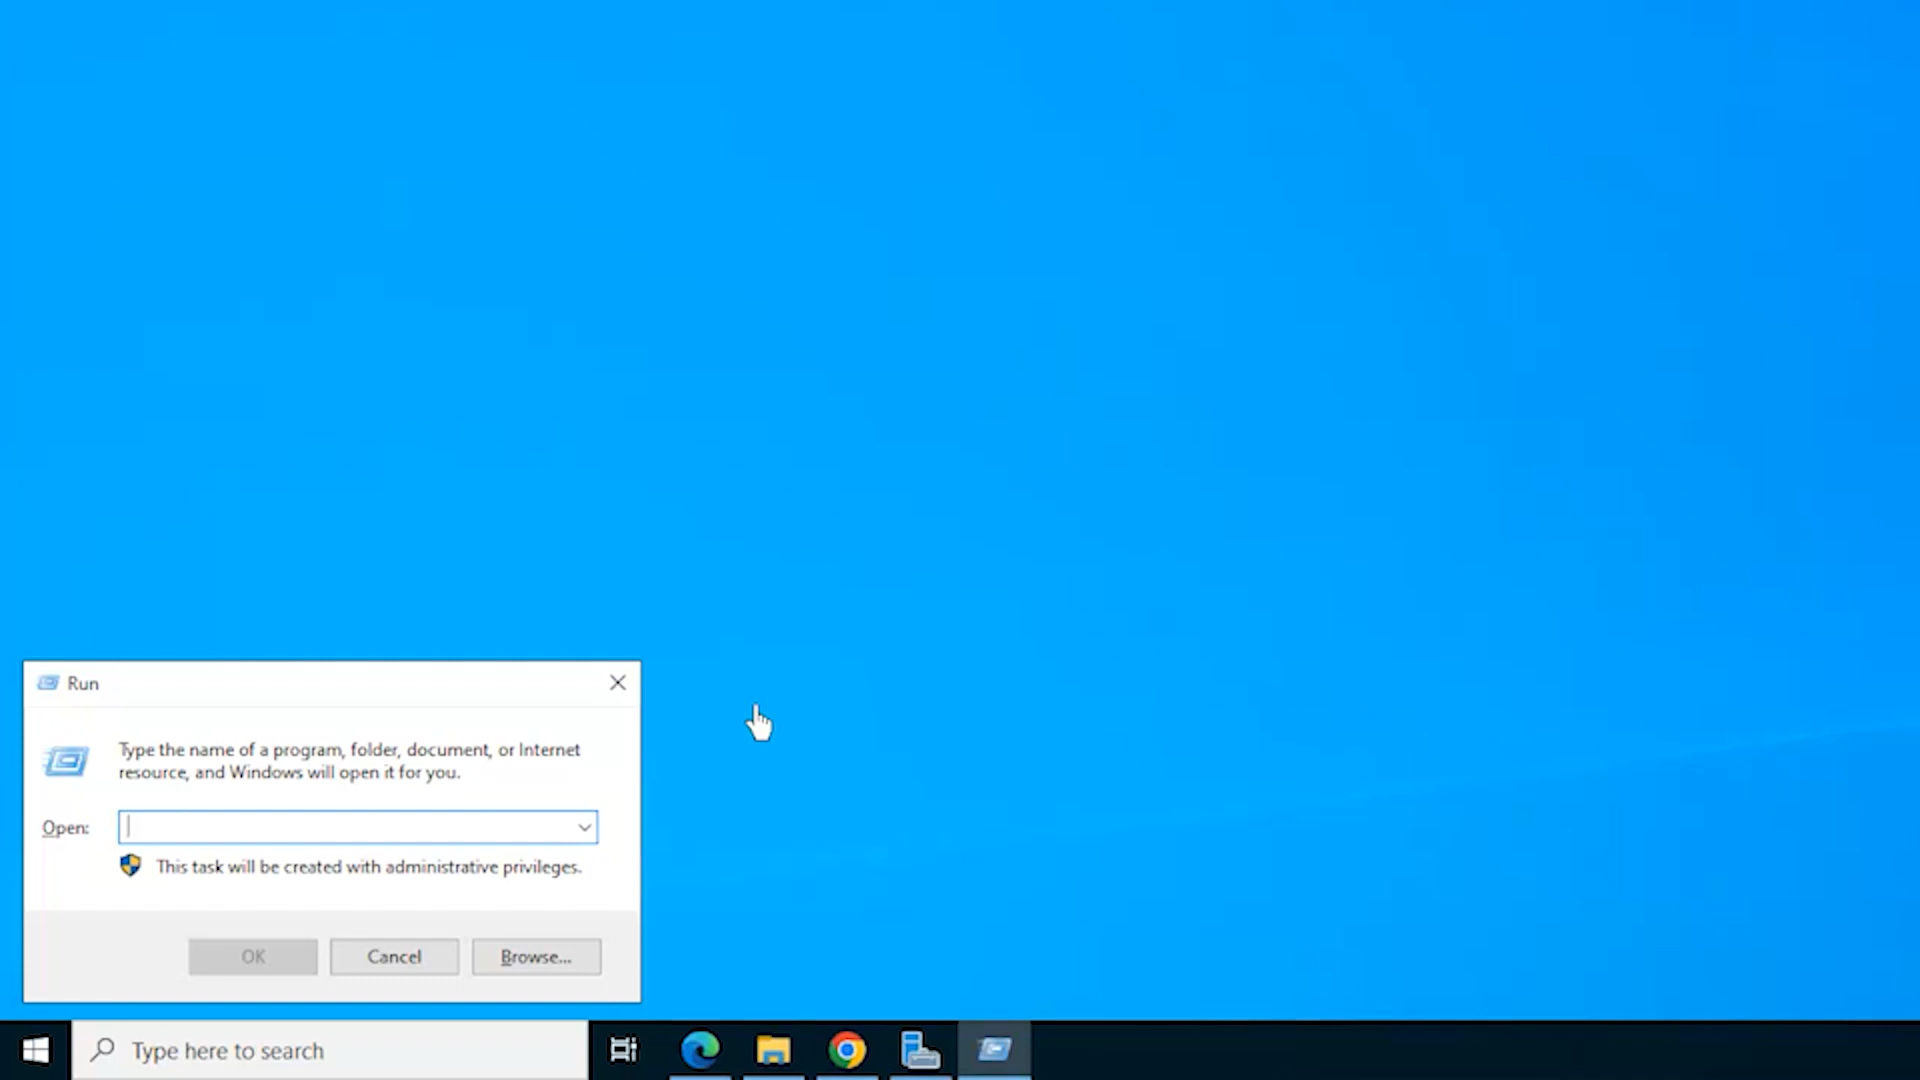 Run
Type the name of a program, folder, document, or Internet
resource, and Windows will open it for you.
Open:
This task will be created with administrative privileges.
OK
Cancel
Browse...
Type here to search